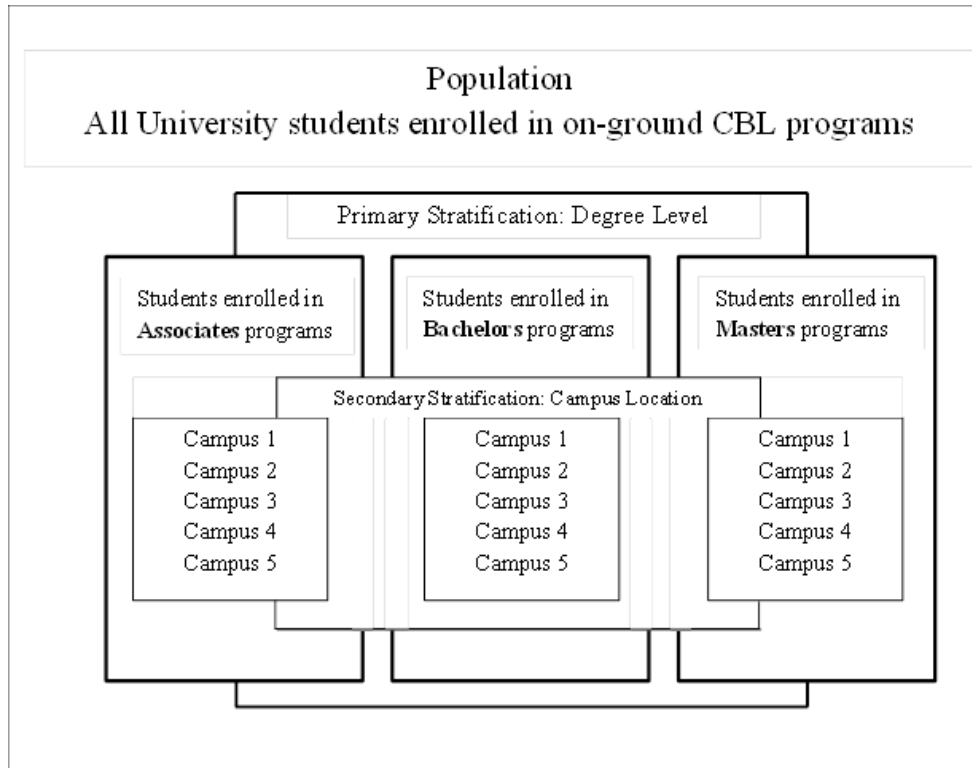 Population
All University students enrolled in on-ground CBL programs
Primary Stratification: Degree Level
Students enrolled in
Associates programs
Students enrolled in
Bachelors programs
Students enrolled in
Masters programs
Secondary Stratification: Campus Location
Campus 1
Campus 2
Campus 3
Campus 4
Campus 5
Campus 1
Campus 2
Campus 3
Campus 4
Campus 5
Campus 1
Campus 2
Campus 3
Campus 4
Campus 5